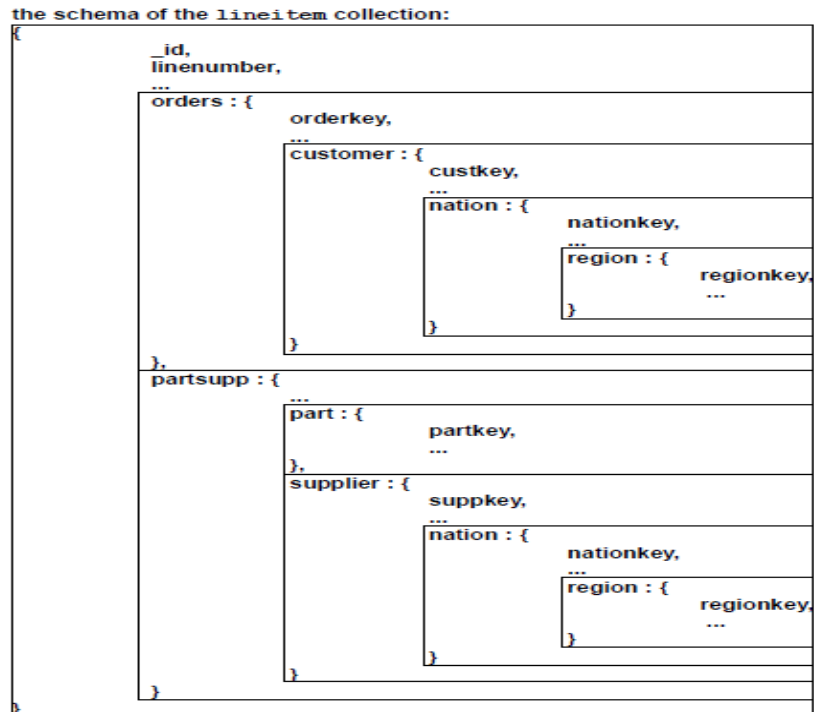 the schema of the lineitem collection:
{
_id,
linenumber,
...
orders : {
orderkey,
...
customer : {
custkey,
...
nation : {
nationkey,
...
region : {
regionkey,
...
}
}
}
},
partsupp : {
...
part : {
partkey,
...
},
supplier : {
suppkey,
...
nation : {
nationkey,
...
region : {
regionkey,
...
}
}
}
}
}